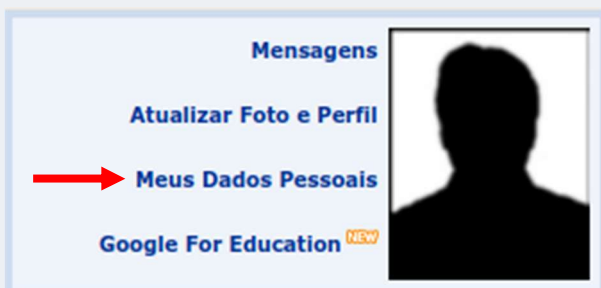 Mensagens
Atualizar Foto e Perfil
Meus Dados Pessoais
Google For Education NEW